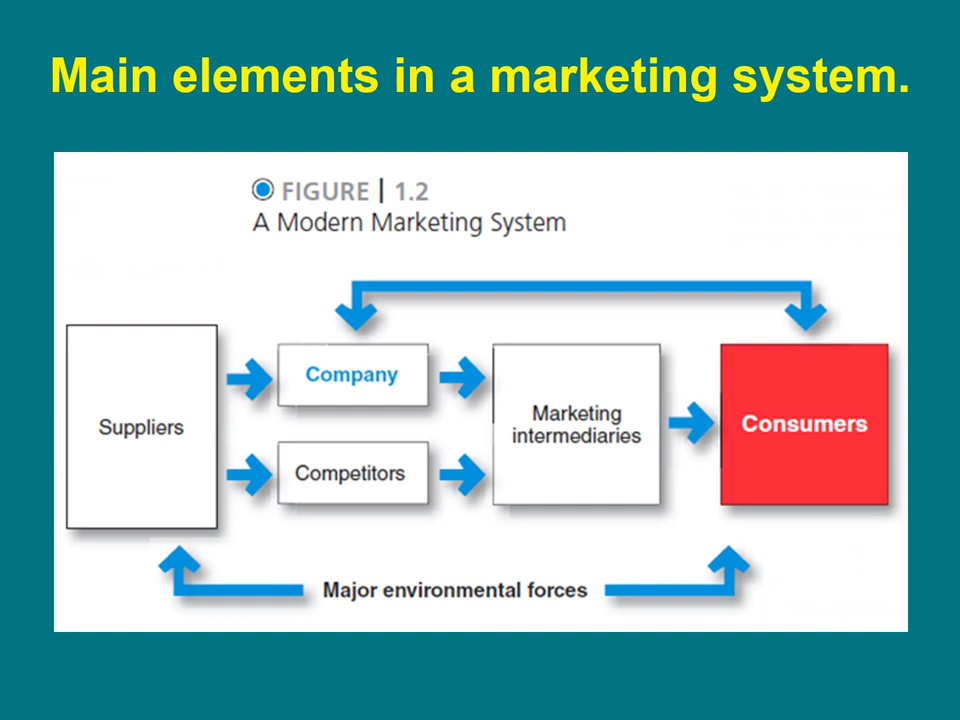 Main elements in a marketing system.
FIGURE | 1.2
A Modern Marketing System
Suppliers
Company
Competitors
Marketing
intermediaries
Consumers
Major environmental forces